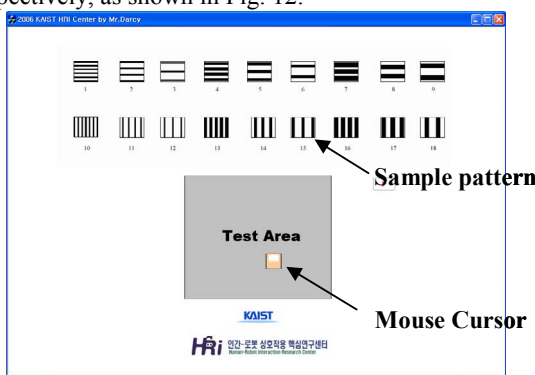 pectively, as shown in Fig. 12.
2006 KAIST HRI Center by Mr.Darcy
1 2 3 4 5 6 7 8 9
10 11 12 13 14 15 16 17 18
Sample pattern
Test Area
Mouse Cursor
KAIST
HRi 인간-로봇 상호작용 핵심연구센터
Human-Robot Interaction Research Center